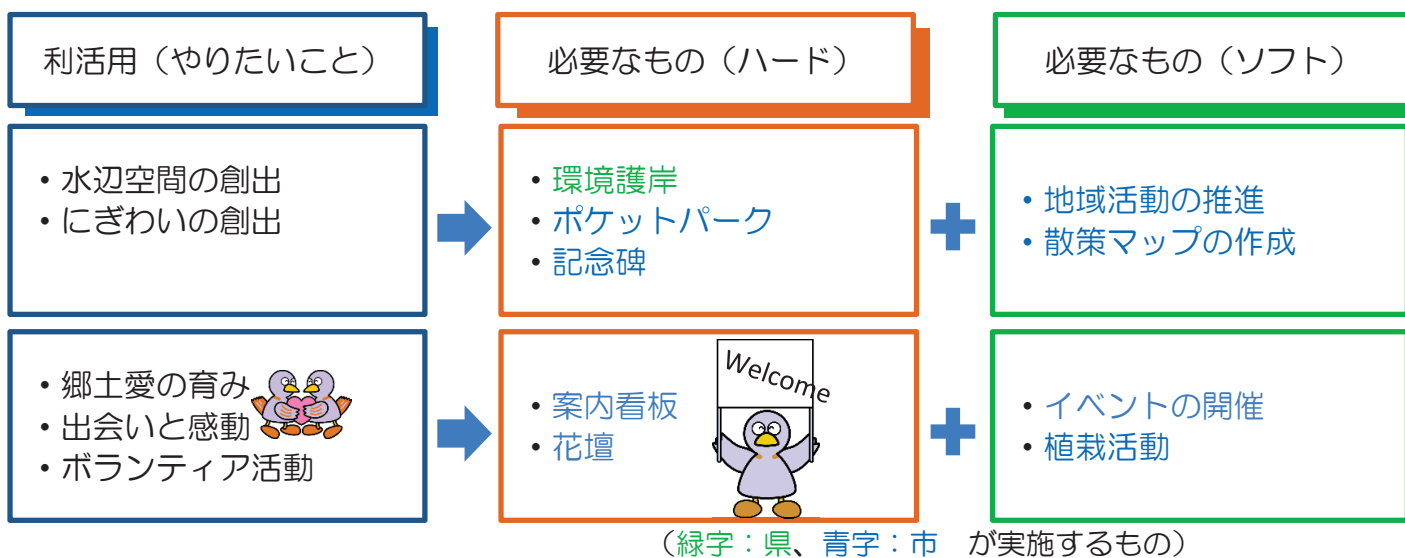 利活用（やりたいこと）
必要なもの（ハード）
必要なもの（ソフト）
・水辺空間の創出
・にぎわいの創出
・環境護岸
・ポケットパーク
・記念碑
・地域活動の推進
・散策マップの作成
・郷土愛の育み
・出会いと感動
・ボランティア活動
・案内看板
・花壇
Welcome
・イベントの開催
・植栽活動
（緑字：県、青字：市　が実施するもの）